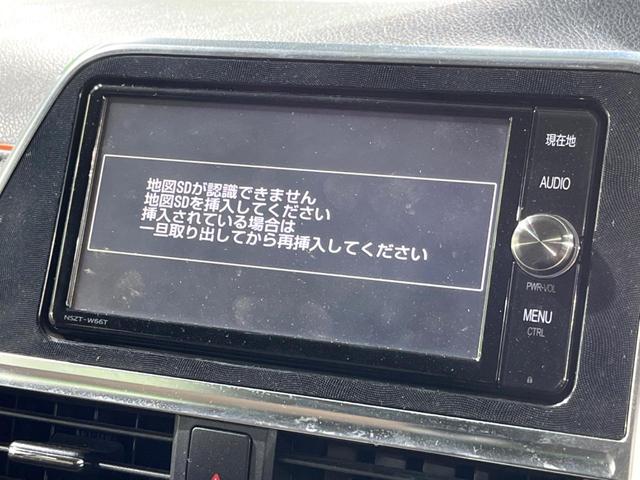 地図SDが認識できません
地図SDを挿入してください
挿入されている場合は
一旦取り出してから再挿入してください
現在地
AUDIO
PWR-VOL
MENU
CTRL
NSZT-W66T